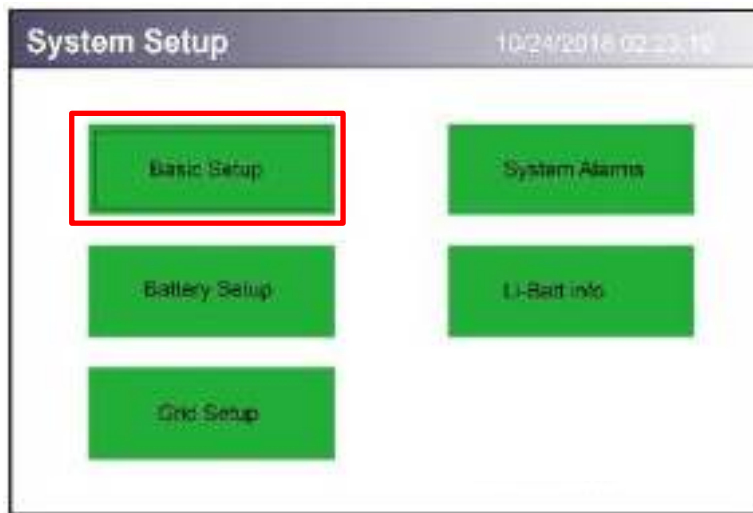 System Setup
Basic Setup
System Alarms
Battery Setup
Li-Batt info
Grid Setup